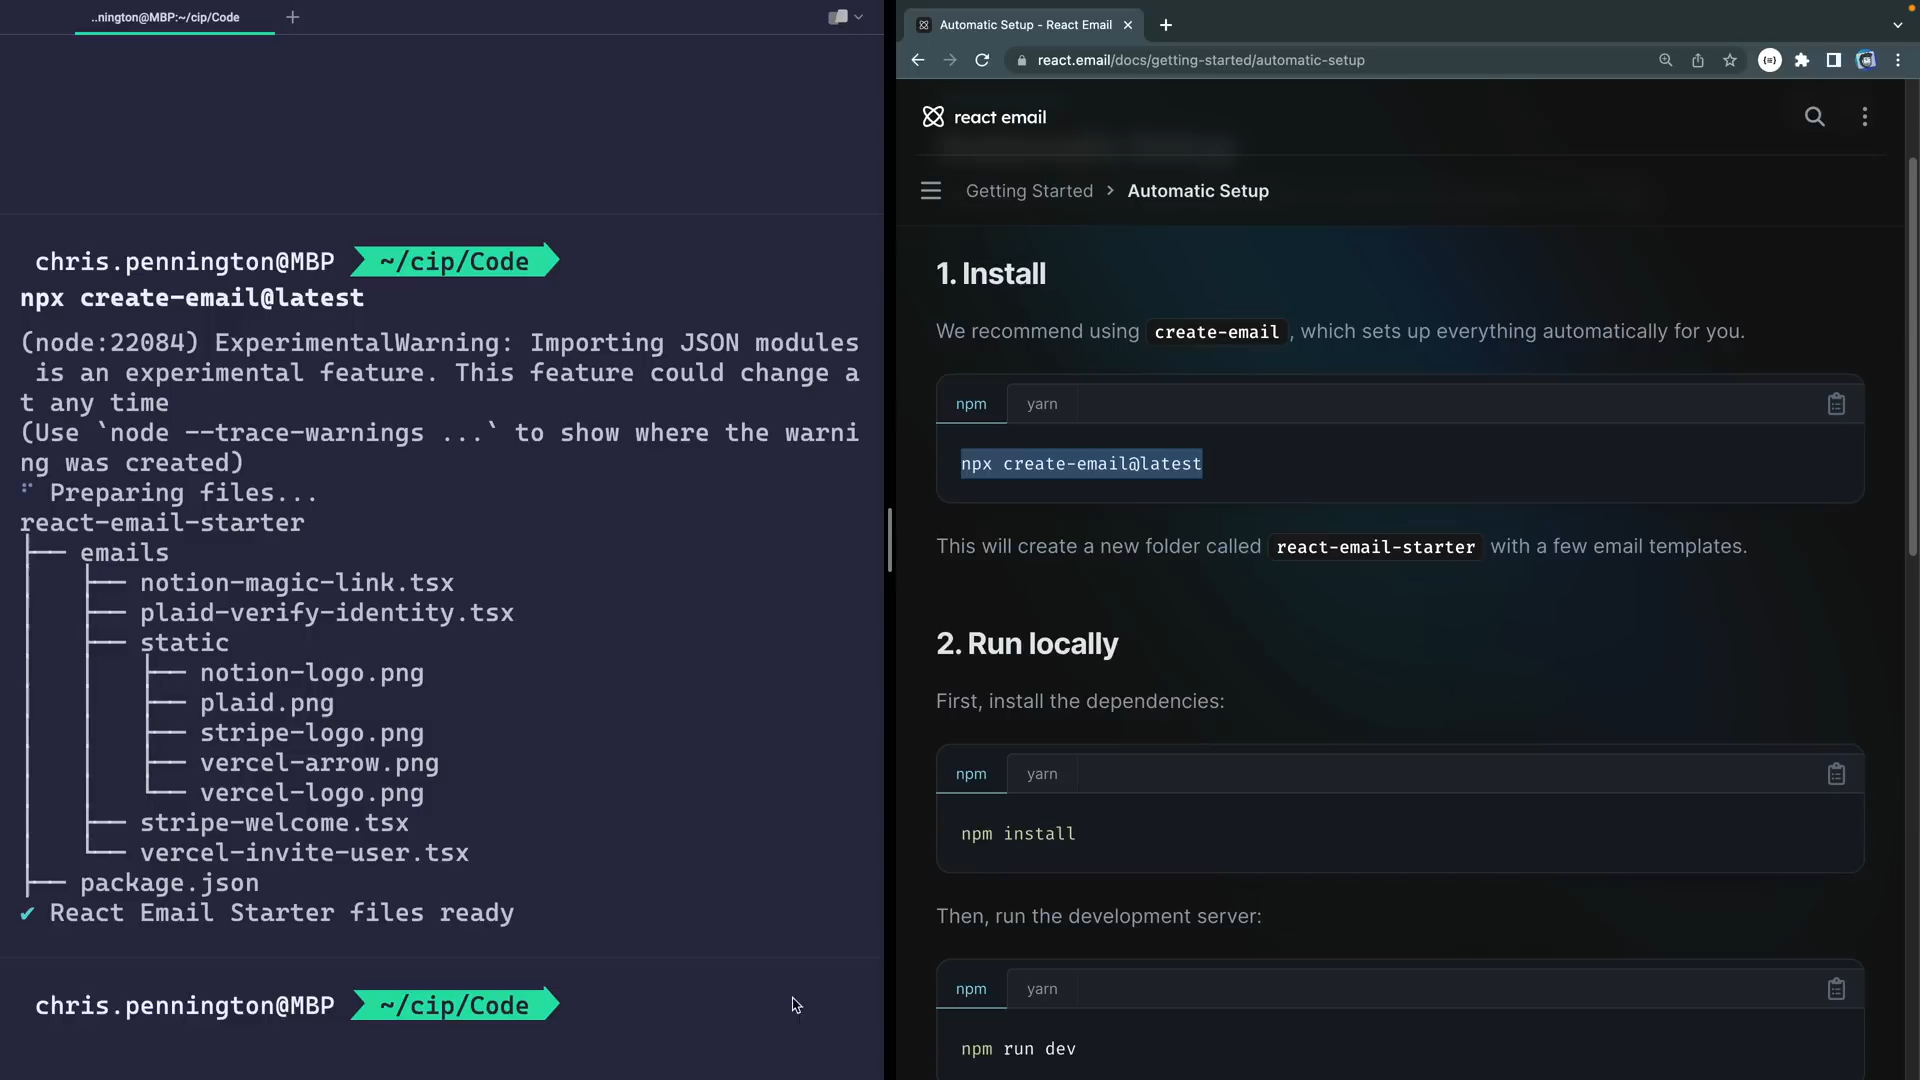 ..nington@MBP:~/cip/Code
chris.pennington@MBP ~/cip/Code
npx create-email@latest
(node:22084) ExperimentalWarning: Importing JSON modules
is an experimental feature. This feature could change a
t any time
(Use `node --trace-warnings ...` to show where the warni
ng was created)
Preparing files...
react-email-starter
emails
notion-magic-link.tsx
plaid-verify-identity.tsx
static
notion-logo.png
plaid.png
stripe-logo.png
vercel-arrow.png
vercel-logo.png
stripe-welcome.tsx
vercel-invite-user.tsx
package.json
✔ React Email Starter files ready
chris.pennington@MBP ~/cip/Code
Automatic Setup - React Email
react.email/docs/getting-started/automatic-setup
react email
Getting Started > Automatic Setup
1. Install
We recommend using create-email , which sets up everything automatically for you.
npm yarn
npx create-email@latest
This will create a new folder called react-email-starter with a few email templates.
2. Run locally
First, install the dependencies:
npm yarn
npm install
Then, run the development server:
npm yarn
npm run dev